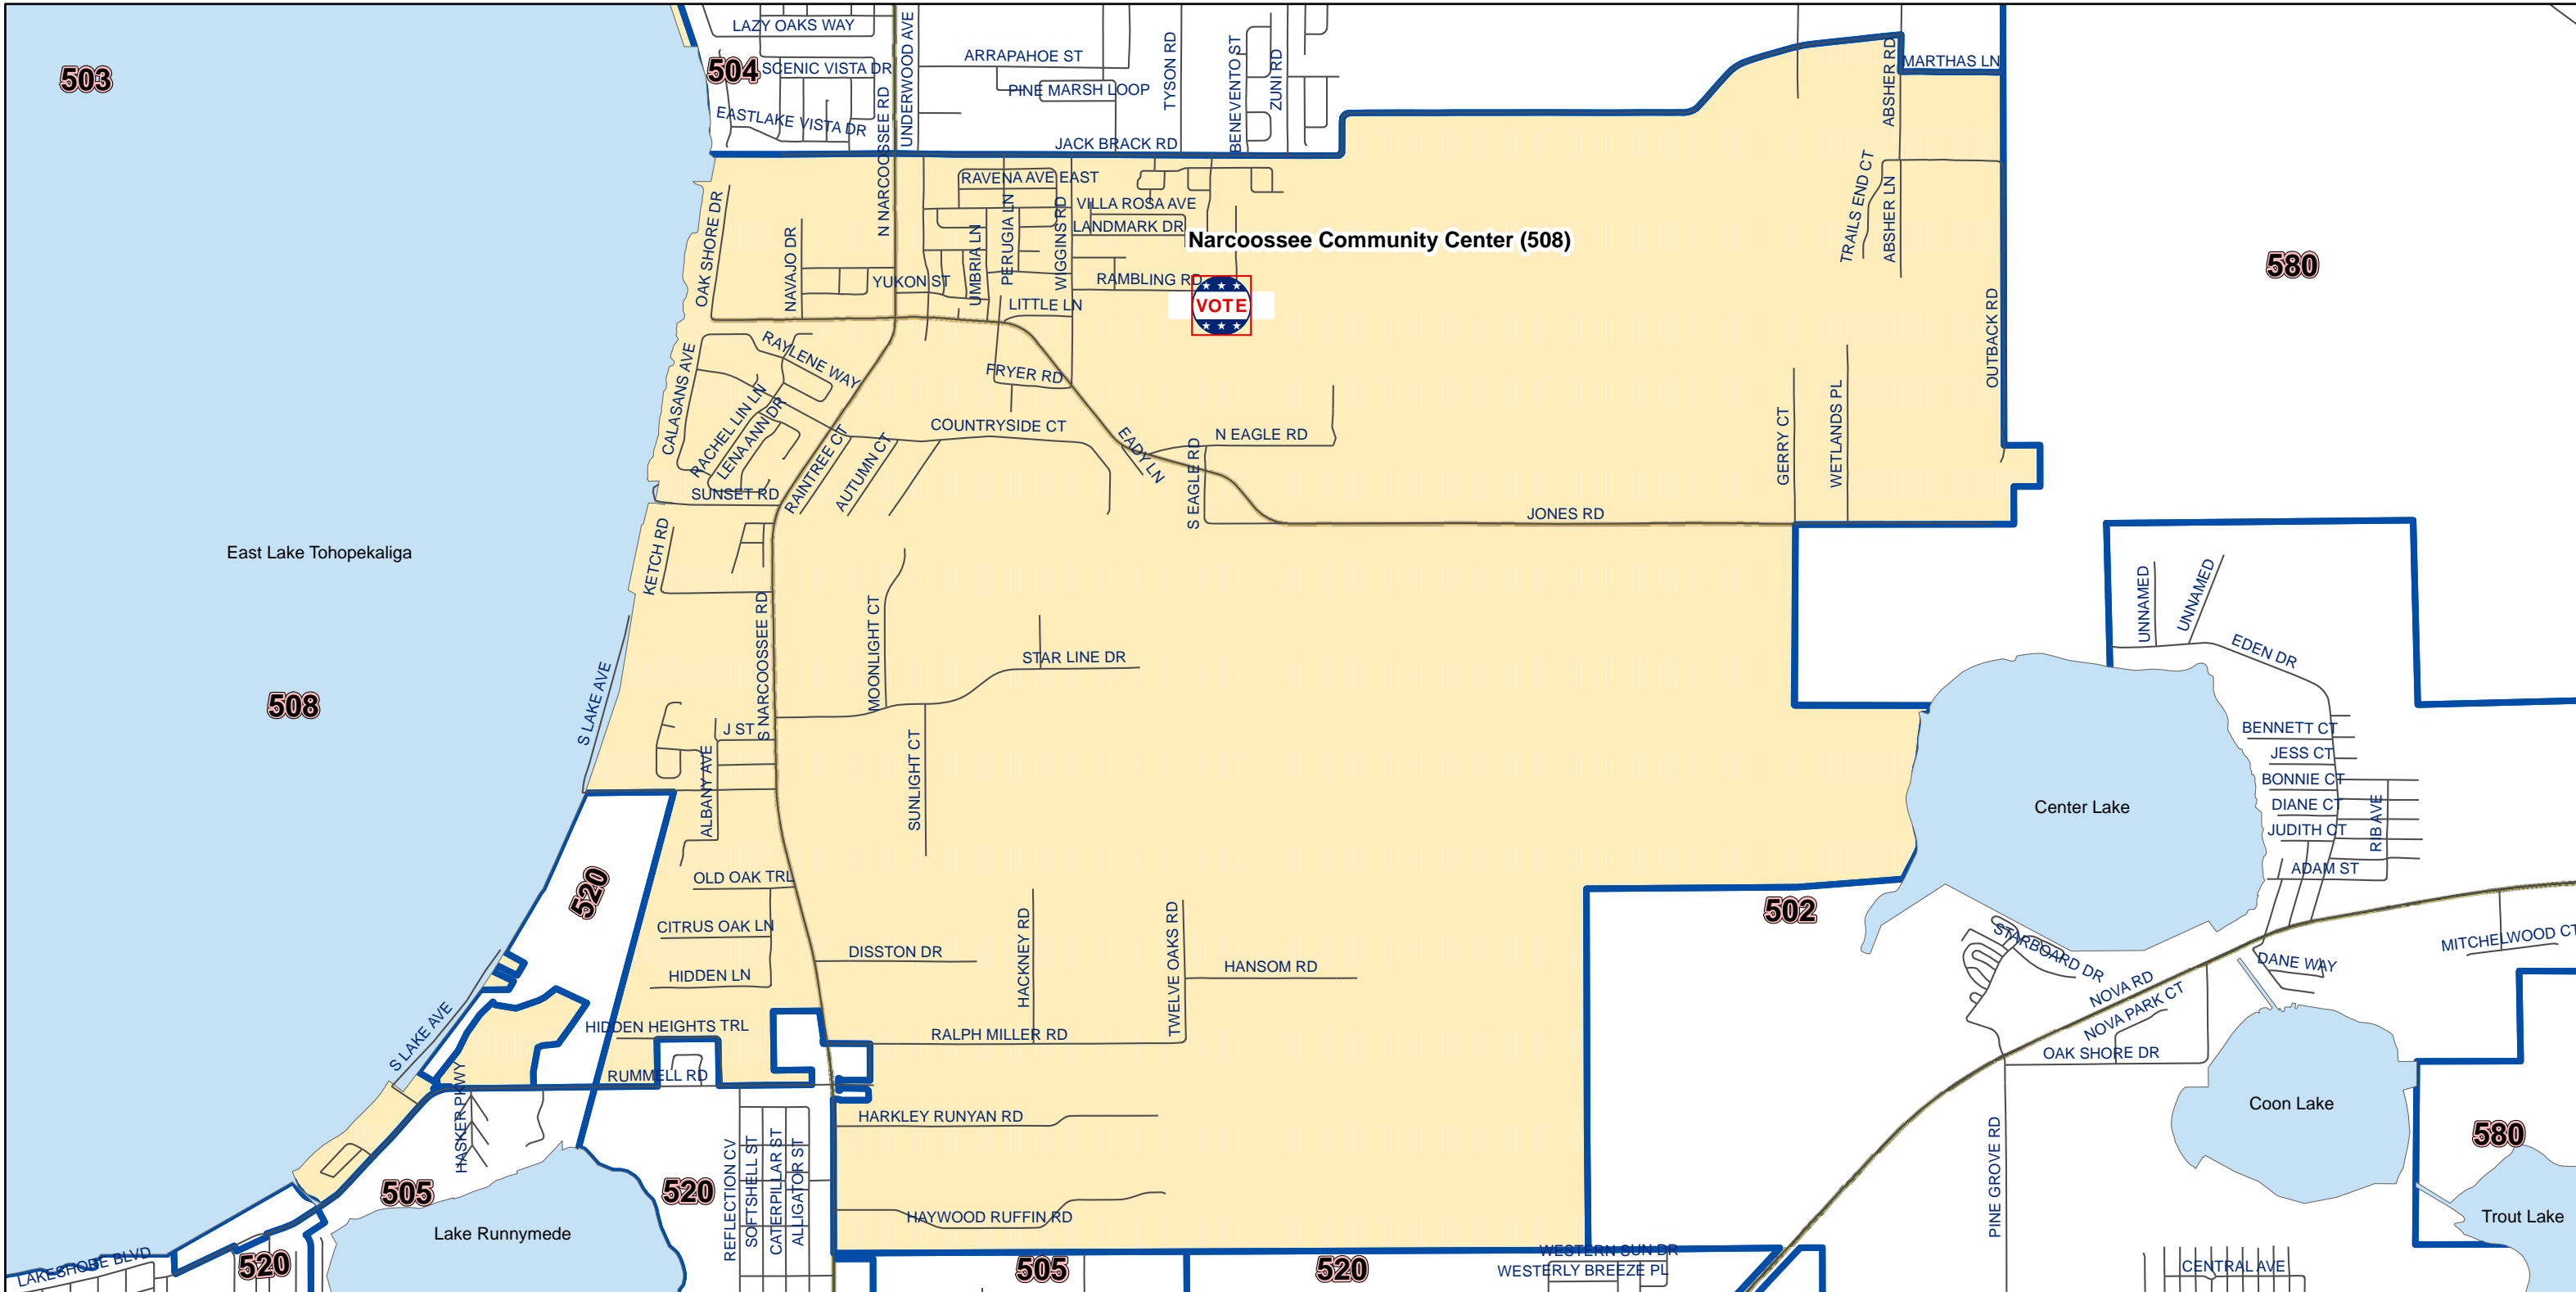 LAZY OAKS WAY
503
504
SCENIC VISTA DR
EASTLAKE VISTA DR
N NARCOOSSEE RD
UNDERWOOD AVE
ARRAPAHOE ST
PINE MARSH LOOP
TYSON RD
BENEVENTO ST
ZUNI RD
JACK BRACK RD
ABSHER RD
MARTHAS LN
RAVENA AVE EAST
VILLA ROSA AVE
LANDMARK DR
WIGGINS RD
PERUGIA LN
UMBRIA LN
OAK SHORE DR
NAVAJO DR
YUKON ST
RAMBLING RD
LITTLE LN
Narcoossee Community Center (508)
VOTE
TRAILS END CT
ABSHER LN
OUTBACK RD
580
CALASANS AVE
RAYLENE WAY
RACHEL LIN LN
LENA ANN DR
FRYER RD
COUNTRYSIDE CT
RAINTREE CT
AUTUMN CT
EADY LN
N EAGLE RD
S EAGLE RD
GERRY CT
WETLANDS PL
SUNSET RD
JONES RD
KETCH RD
East Lake Tohopekaliga
508
S LAKE AVE
S NARCOOSSEE RD
MOONLIGHT CT
STAR LINE DR
J ST
ALBANY AVE
SUNLIGHT CT
UNNAMED
UNNAMED
EDEN DR
BENNETT CT
JESS CT
BONNIE CT
DIANE CT
JUDITH CT
RIB AVE
ADAM ST
Center Lake
520
OLD OAK TRL
CITRUS OAK LN
HIDDEN LN
DISSTON DR
HACKNEY RD
TWELVE OAKS RD
HANSOM RD
502
STARBOARD DR
NOVA RD
NOVA PARK CT
DANE WAY
MITCHELWOOD CT
OAK SHORE DR
S LAKE AVE
HIDDEN HEIGHTS TRL
RALPH MILLER RD
RUMMELL RD
HASKER PKWY
HARKLEY RUNYAN RD
PINE GROVE RD
Coon Lake
580
505
520
REFLECTION CV
SOFTSHELL ST
CATERPILLAR ST
ALLIGATOR ST
HAYWOOD RUFFIN RD
Lake Runnymede
Trout Lake
LAKESHORE BLVD
520
505
520
WESTERN SUN DR
WESTERLY BREEZE PL
CENTRAL AVE